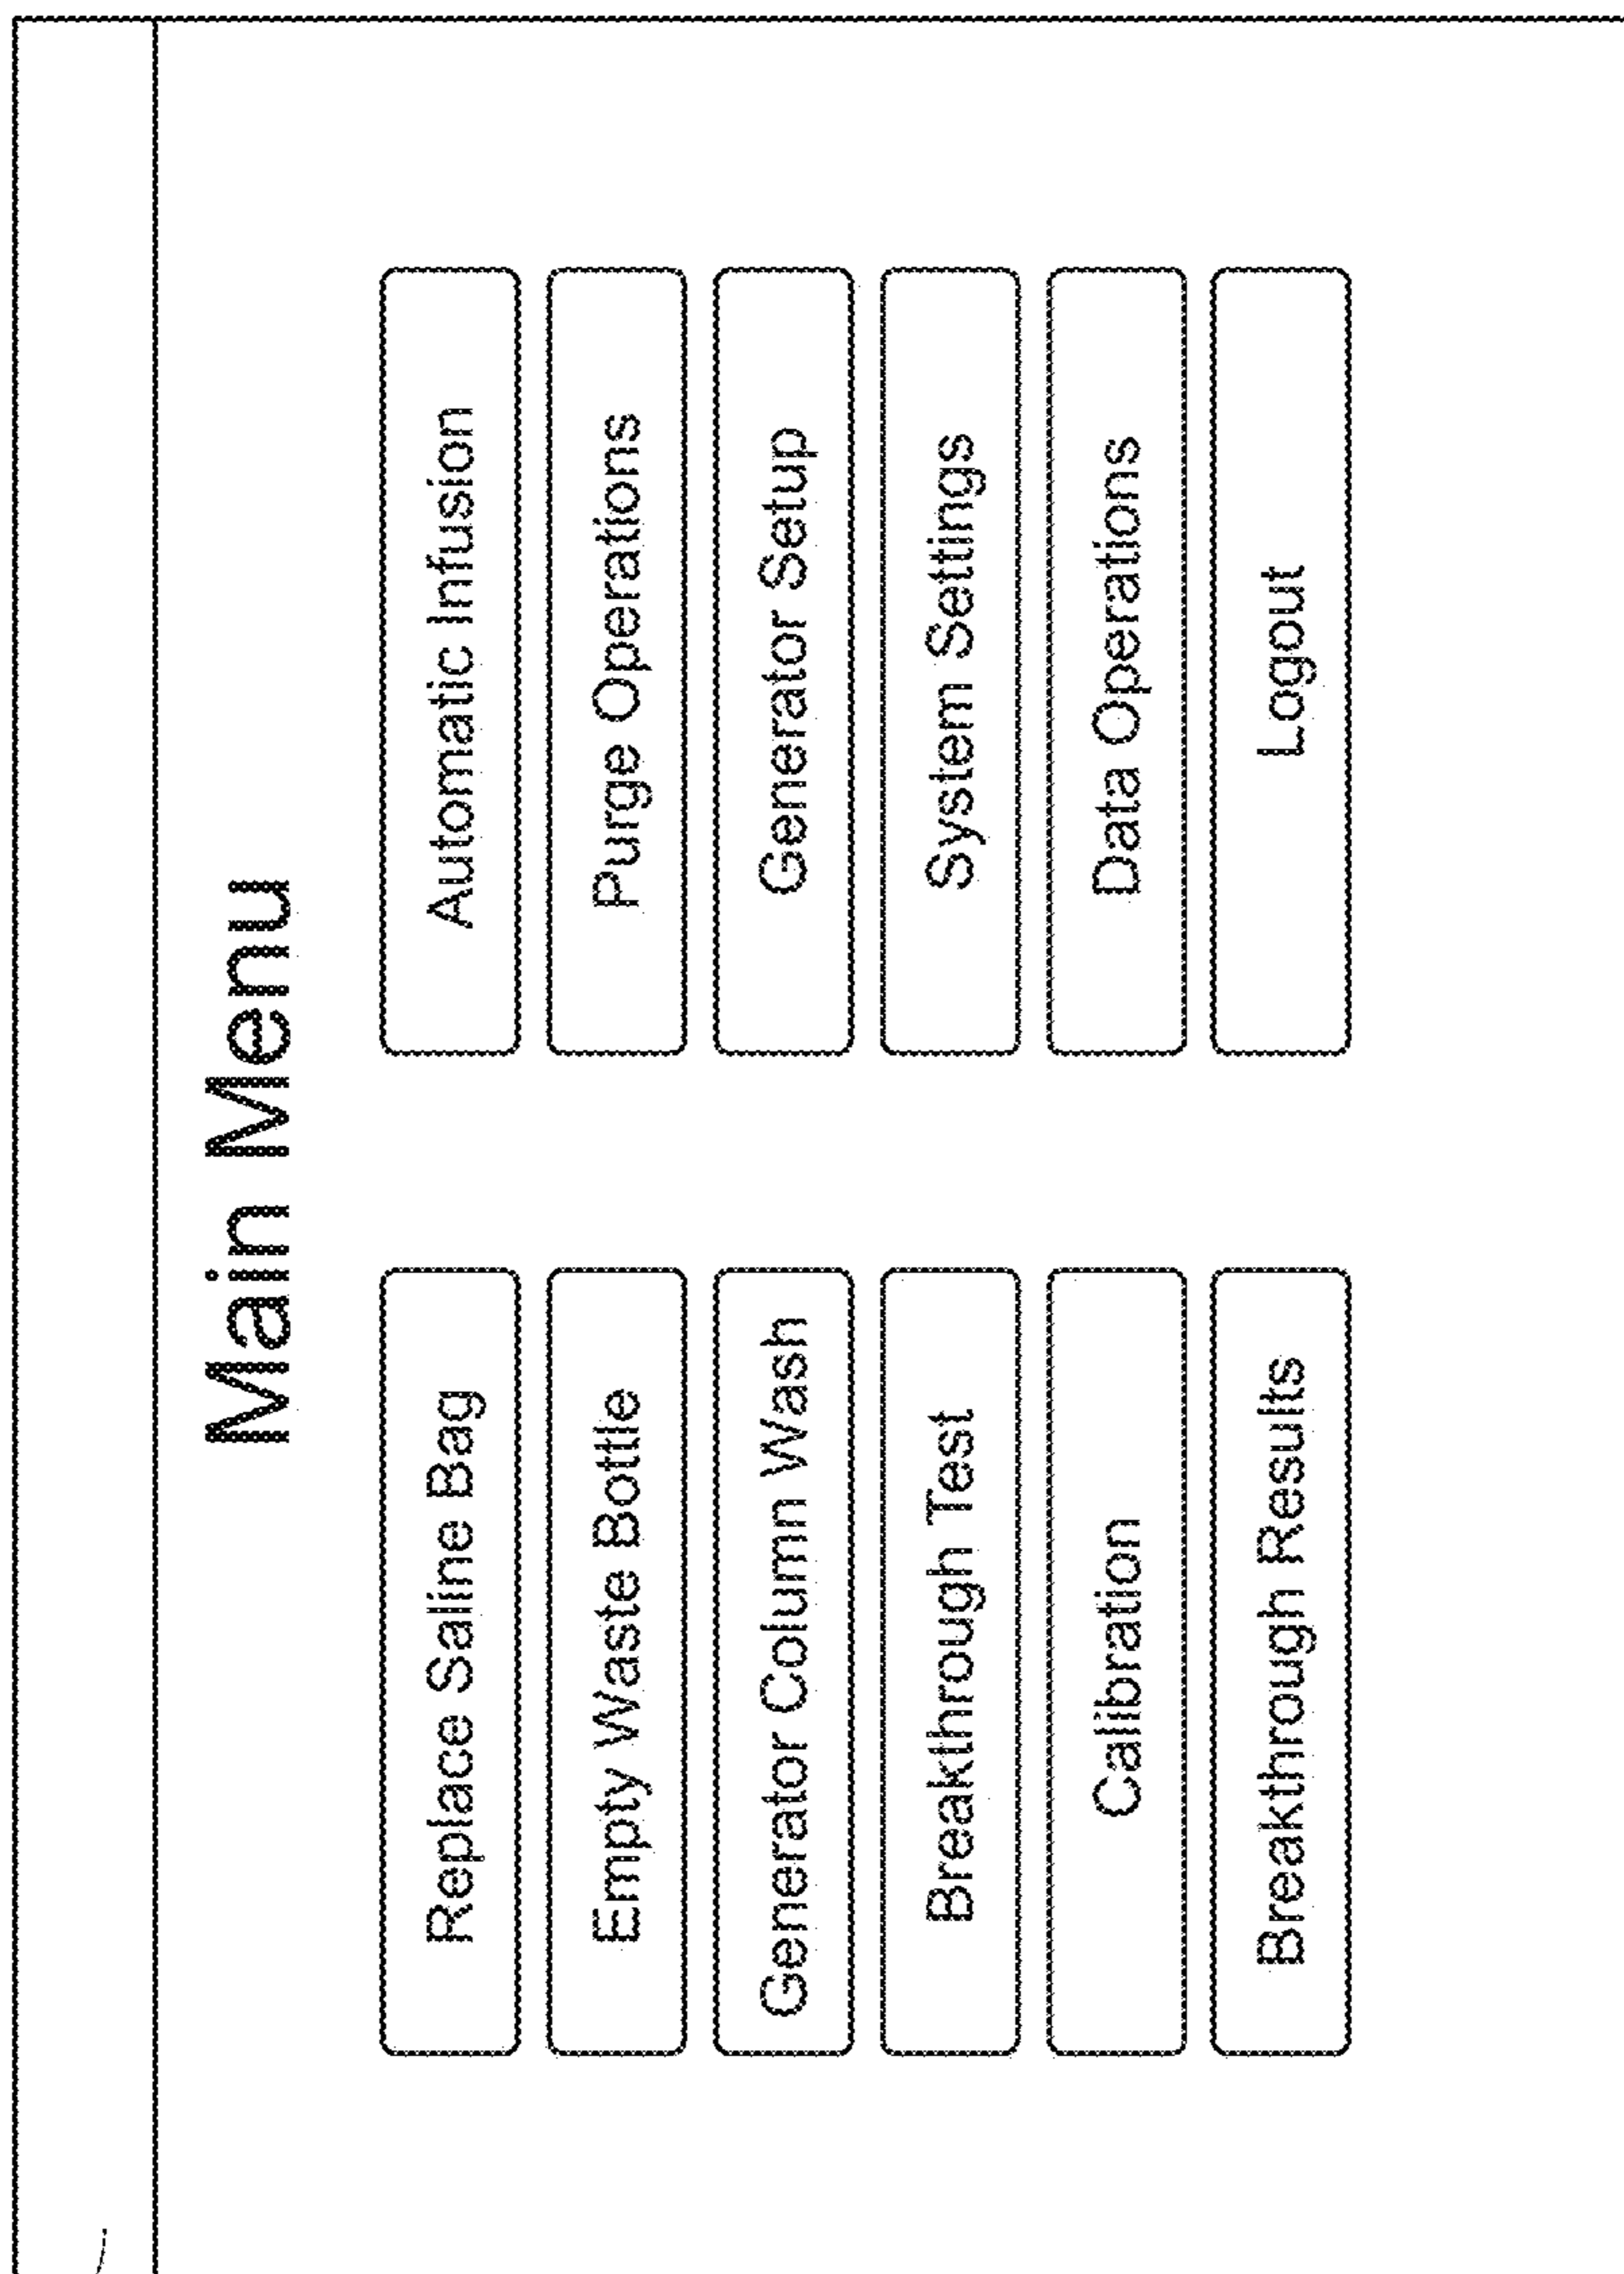 Main Menu
Replace Saline Bag
Automatic Infusion
Empty Waste Bottle
Purge Operations
Generator Column Wash
Generator Setup
Breakthrough Test
System Settings
Calibration
Data Operations
Breakthrough Results
Logout